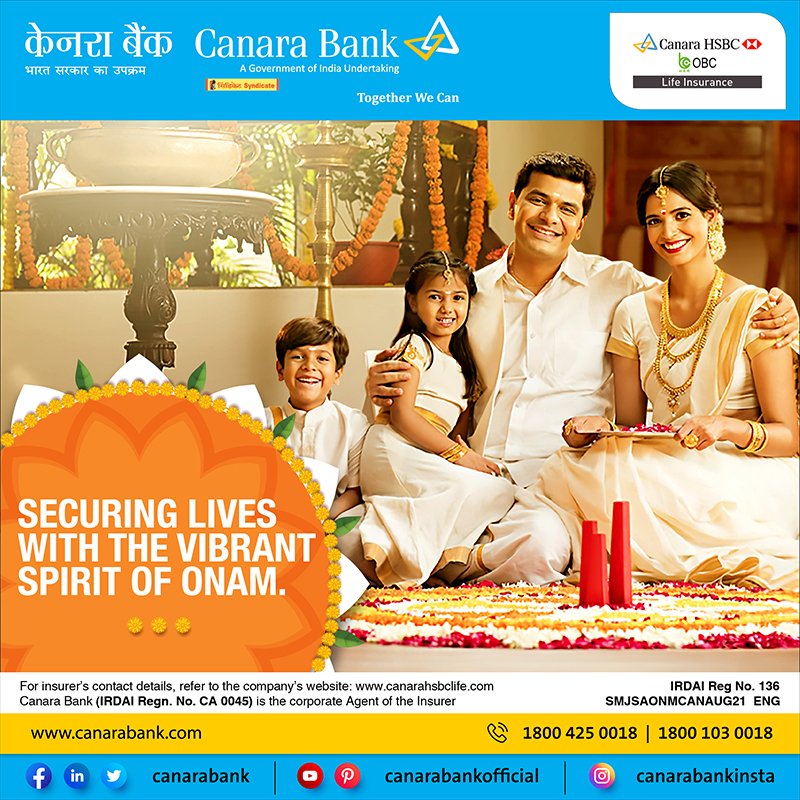 केनरा बैंक Canara Bank
भारत सरकार का उपक्रम A Government of India Undertaking
सिंडिकेट Syndicate
Together We Can
Canara HSBC
OBC
Life Insurance
SECURING LIVES
WITH THE VIBRANT
SPIRIT OF ONAM.
For insurer's contact details, refer to the company's website: www.canarahsbclife.com
Canara Bank (IRDAI Regn. No. CA 0045) is the corporate Agent of the Insurer
IRDAI Reg No. 136
SMJSAONMCANAUG21 ENG
www.canarabank.com
1800 425 0018 | 1800 103 0018
canarabank
canarabankofficial
canarabankinsta